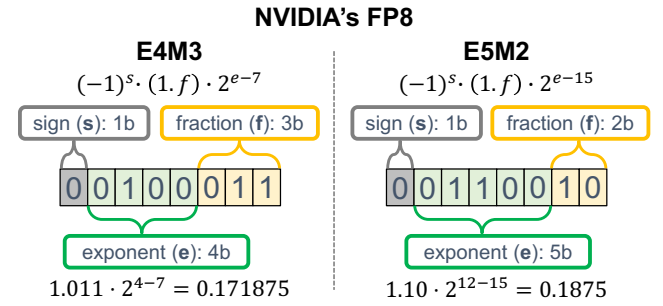 NVIDIA's FP8
E4M3
(−1)^s · (1.f) · 2^{e−7}
sign (s): 1b
fraction (f): 3b
0 0 1 0 0 0 1 1
exponent (e): 4b
1.011 · 2^{4−7} = 0.171875
E5M2
(−1)^s · (1.f) · 2^{e−15}
sign (s): 1b
fraction (f): 2b
0 0 1 1 0 0 1 0
exponent (e): 5b
1.10 · 2^{12−15} = 0.1875